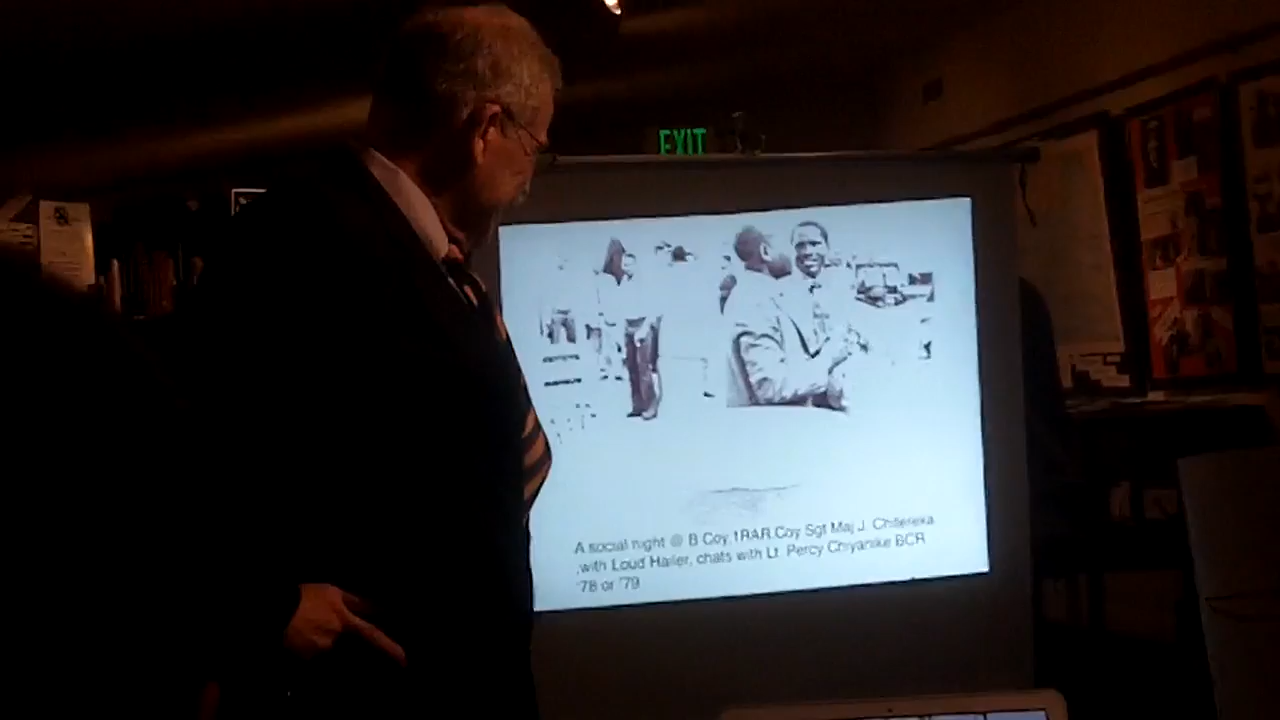 EXIT
A social night @ B Coy,1RAR.Coy Sgt Maj J. Chitereka
,with Loud Hailer, chats with Lt. Percy Chiyanike BCR
'78 or '79